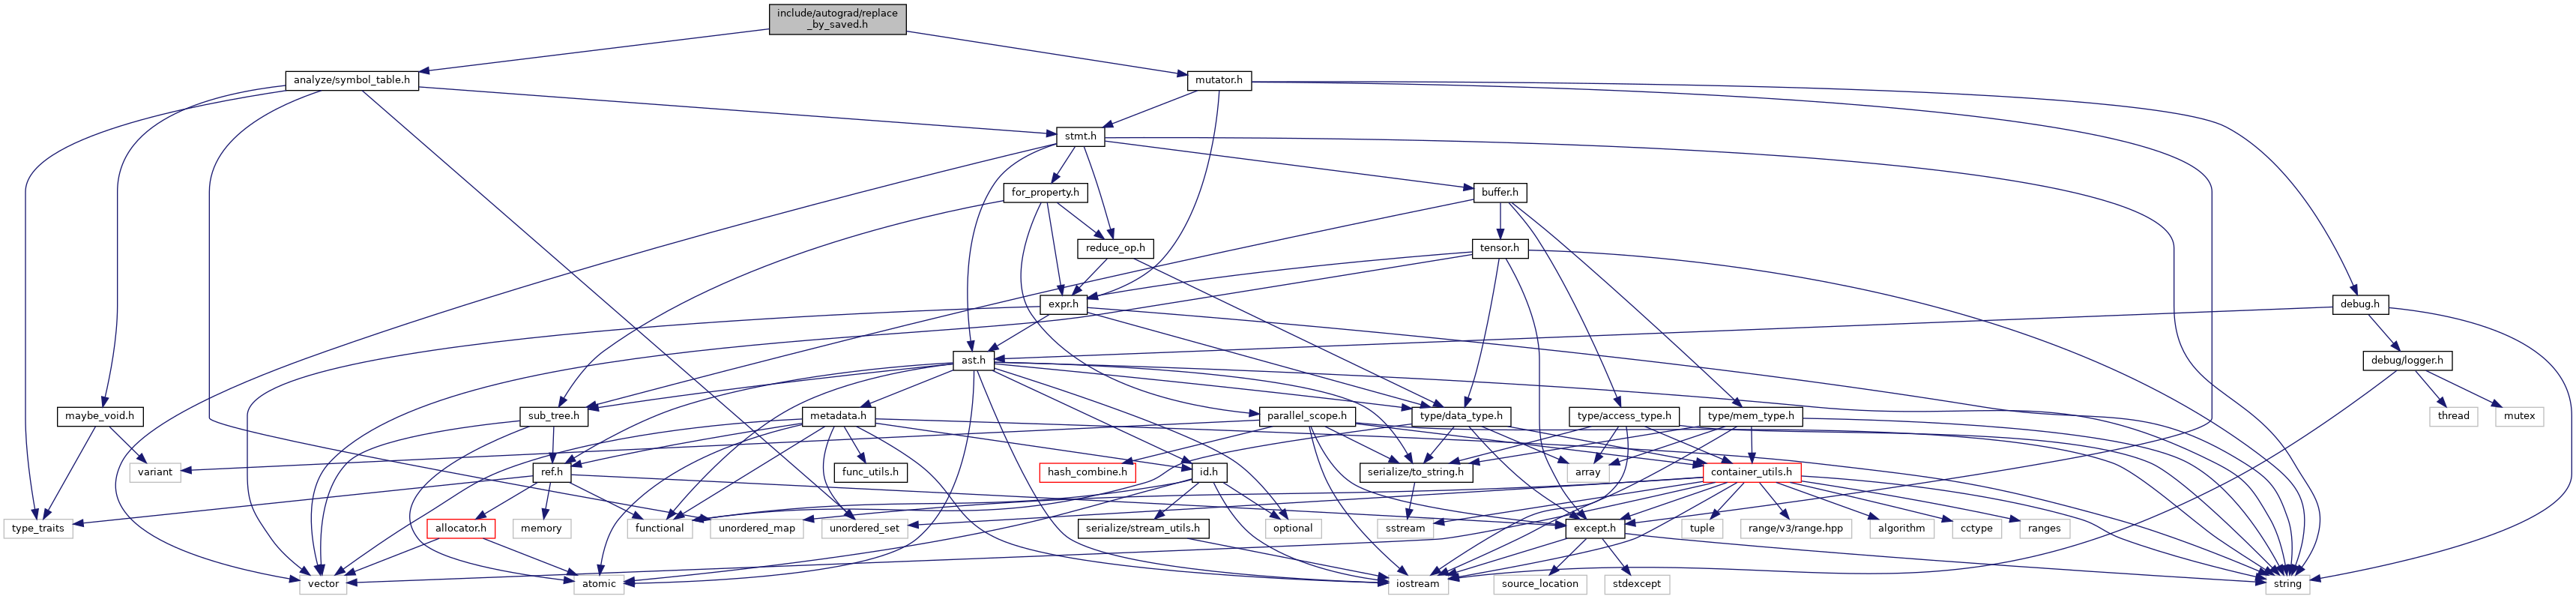 include/autograd/replace
_by_saved.h
analyze/symbol_table.h
mutator.h
stmt.h
for_property.h
buffer.h
reduce_op.h
tensor.h
expr.h
debug.h
ast.h
debug/logger.h
maybe_void.h
sub_tree.h
metadata.h
parallel_scope.h
type/data_type.h
type/access_type.h
type/mem_type.h
thread
mutex
variant
ref.h
func_utils.h
id.h
hash_combine.h
serialize/to_string.h
array
container_utils.h
type_traits
allocator.h
memory
functional
unordered_map
unordered_set
serialize/stream_utils.h
optional
sstream
except.h
tuple
range/v3/range.hpp
algorithm
cctype
ranges
vector
atomic
iostream
source_location
stdexcept
string